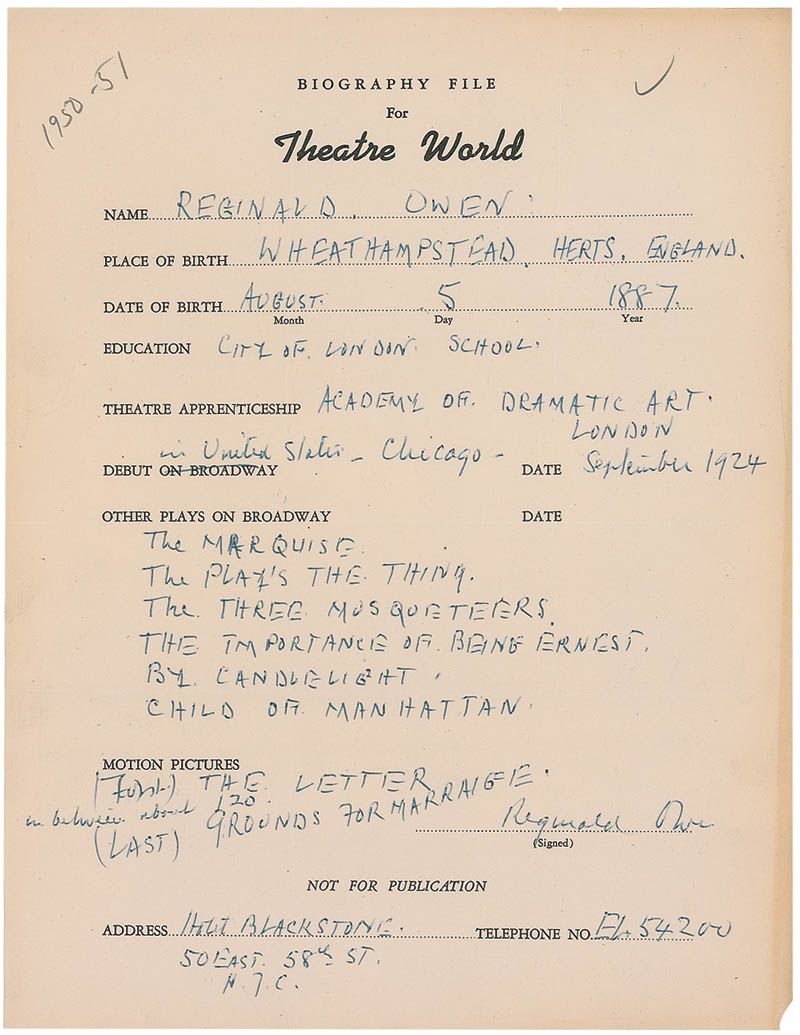 1950-51
BIOGRAPHY FILE
For
Theatre World
NAME REGINALD. OWEN.
PLACE OF BIRTH WHEATHAMPSTEAD. HERTS. ENGLAND.
DATE OF BIRTH AUGUST. 5 1887.
Month Day Year
EDUCATION CITY OF. LONDON. SCHOOL.
THEATRE APPRENTICESHIP ACADEMY OF. DRAMATIC ART.
LONDON
in United States - Chicago -
DEBUT ON BROADWAY DATE September 1924
OTHER PLAYS ON BROADWAY DATE
The MARQUISE.
The PLAY'S THE THING.
The THREE MUSQUETEERS.
THE IMPORTANCE OF. BEING ERNEST.
BY CANDLELIGHT.
CHILD OF MANHATTAN.
MOTION PICTURES
(First.) THE LETTER.
in between about 120.
(LAST) GROUNDS FOR MARRAIGE.
Reginald Owen
(Signed)
NOT FOR PUBLICATION
ADDRESS Hotel BLACKSTONE. TELEPHONE NO. EL. 54200
50 EAST. 58th ST.
N.Y.C.